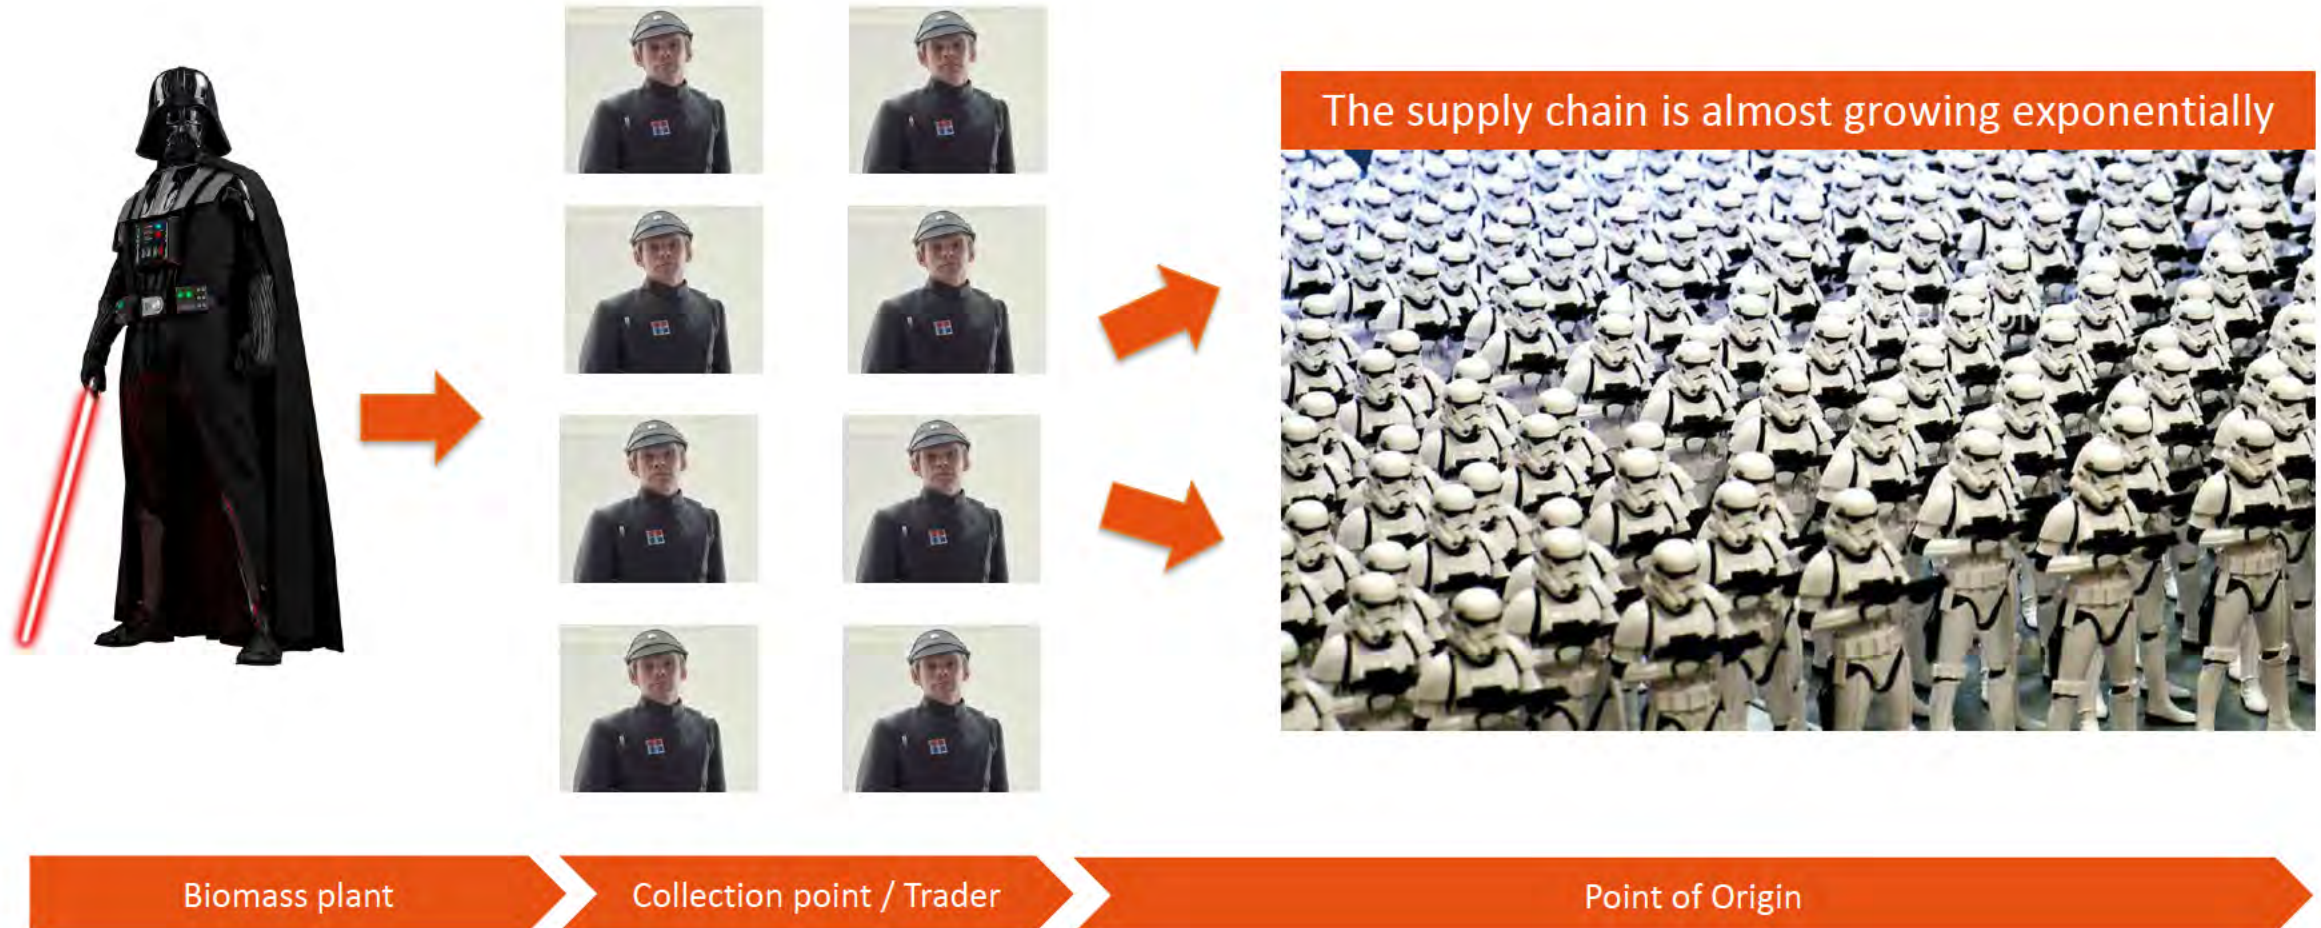 The supply chain is almost growing exponentially
Biomass plant
Collection point / Trader
Point of Origin